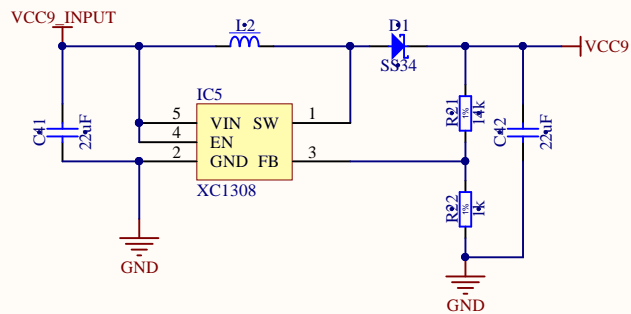 VCC9_INPUT
L2
D1
SS34
VCC9
IC5
5 VIN SW 1
4 EN
2 GND FB 3
XC1308
C41
22uF
R21
1%
14k
C42
22uF
R22
1%
1k
GND
GND